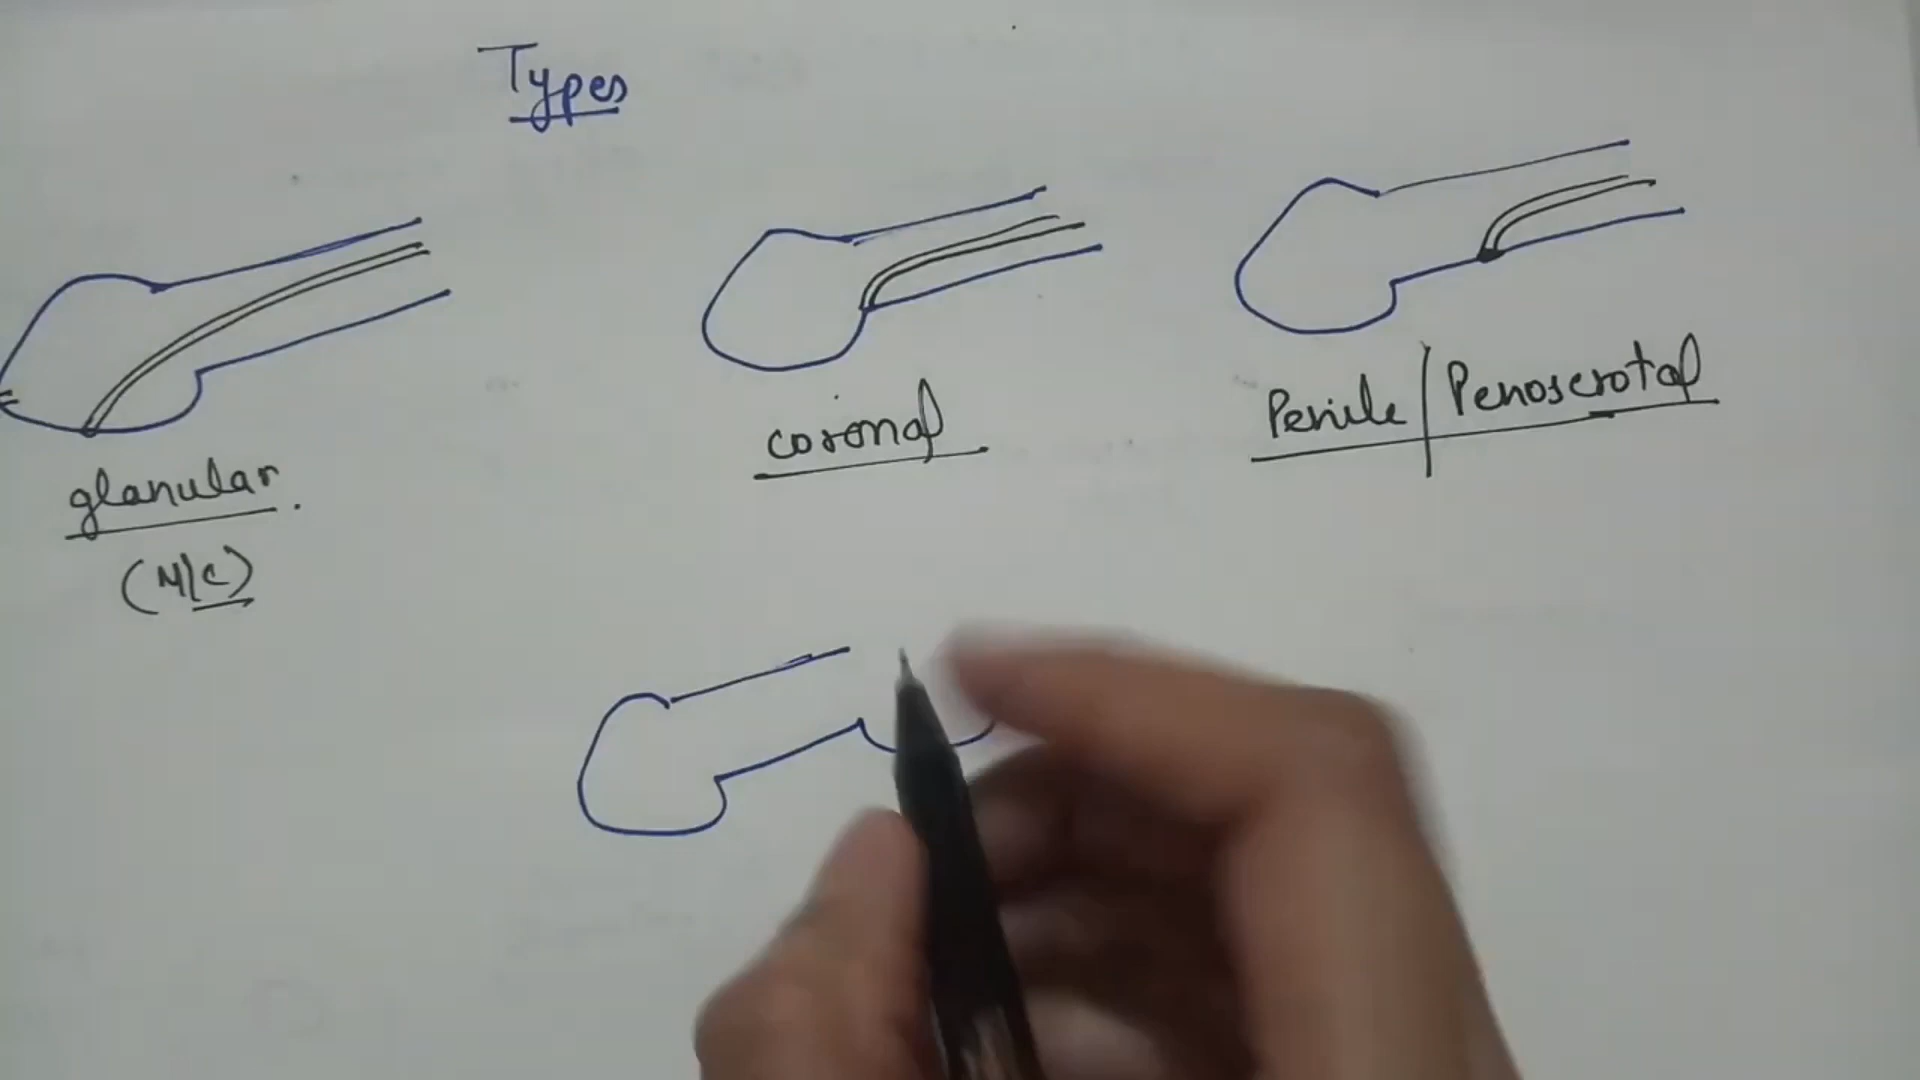 Types
glanular.
(M/C)
coronal
Penile | Penoscrotal